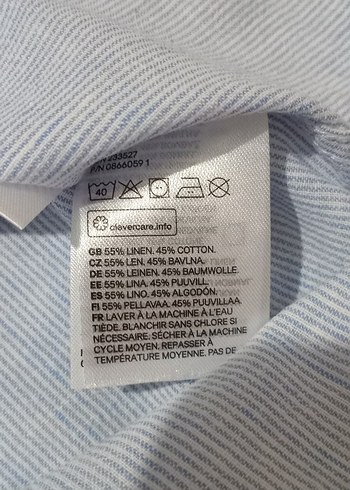 233527
P/N 0866059 1
40
clevercare.info
GB 55% LINEN. 45% COTTON.
CZ 55% LEN. 45% BAVLNA.
DE 55% LEINEN. 45% BAUMWOLLE.
EE 55% LINA. 45% PUUVILL.
ES 55% LINO. 45% ALGODÓN.
FI 55% PELLAVAA. 45% PUUVILLAA.
FR LAVER À LA MACHINE À L'EAU
TIÈDE. BLANCHIR SANS CHLORE SI
NÉCESSAIRE. SÉCHER À LA MACHINE
CYCLE MOYEN. REPASSER À
TEMPÉRATURE MOYENNE. PAS DE